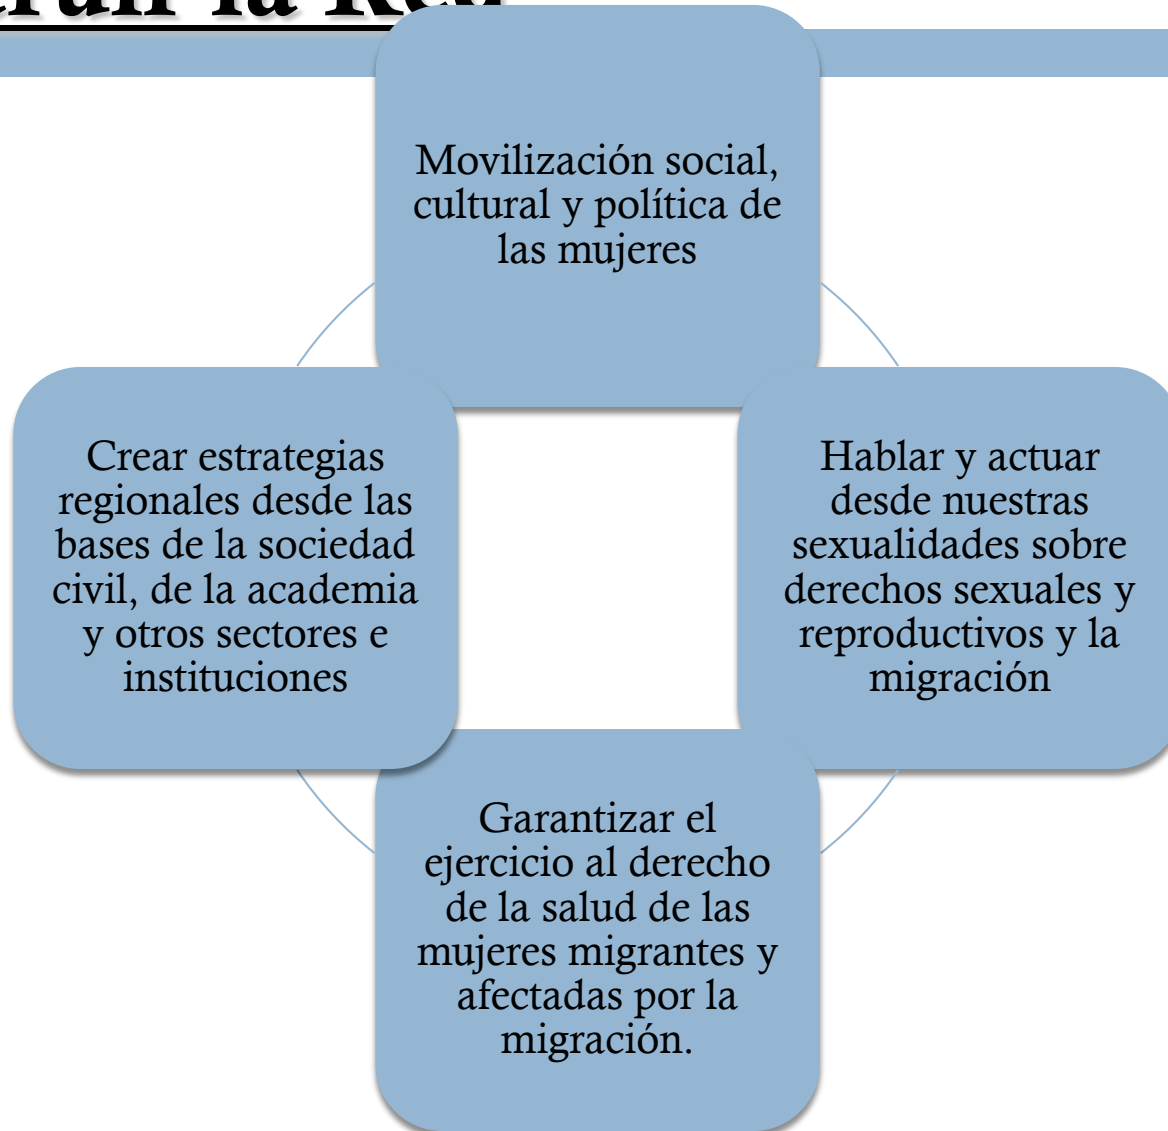 la Red
Movilización social,
cultural y política de
las mujeres
Crear estrategias
regionales desde las
bases de la sociedad
civil, de la academia
y otros sectores e
instituciones
Hablar y actuar
desde nuestras
sexualidades sobre
derechos sexuales y
reproductivos y la
migración
Garantizar el
ejercicio al derecho
de la salud de las
mujeres migrantes y
afectadas por la
migración.